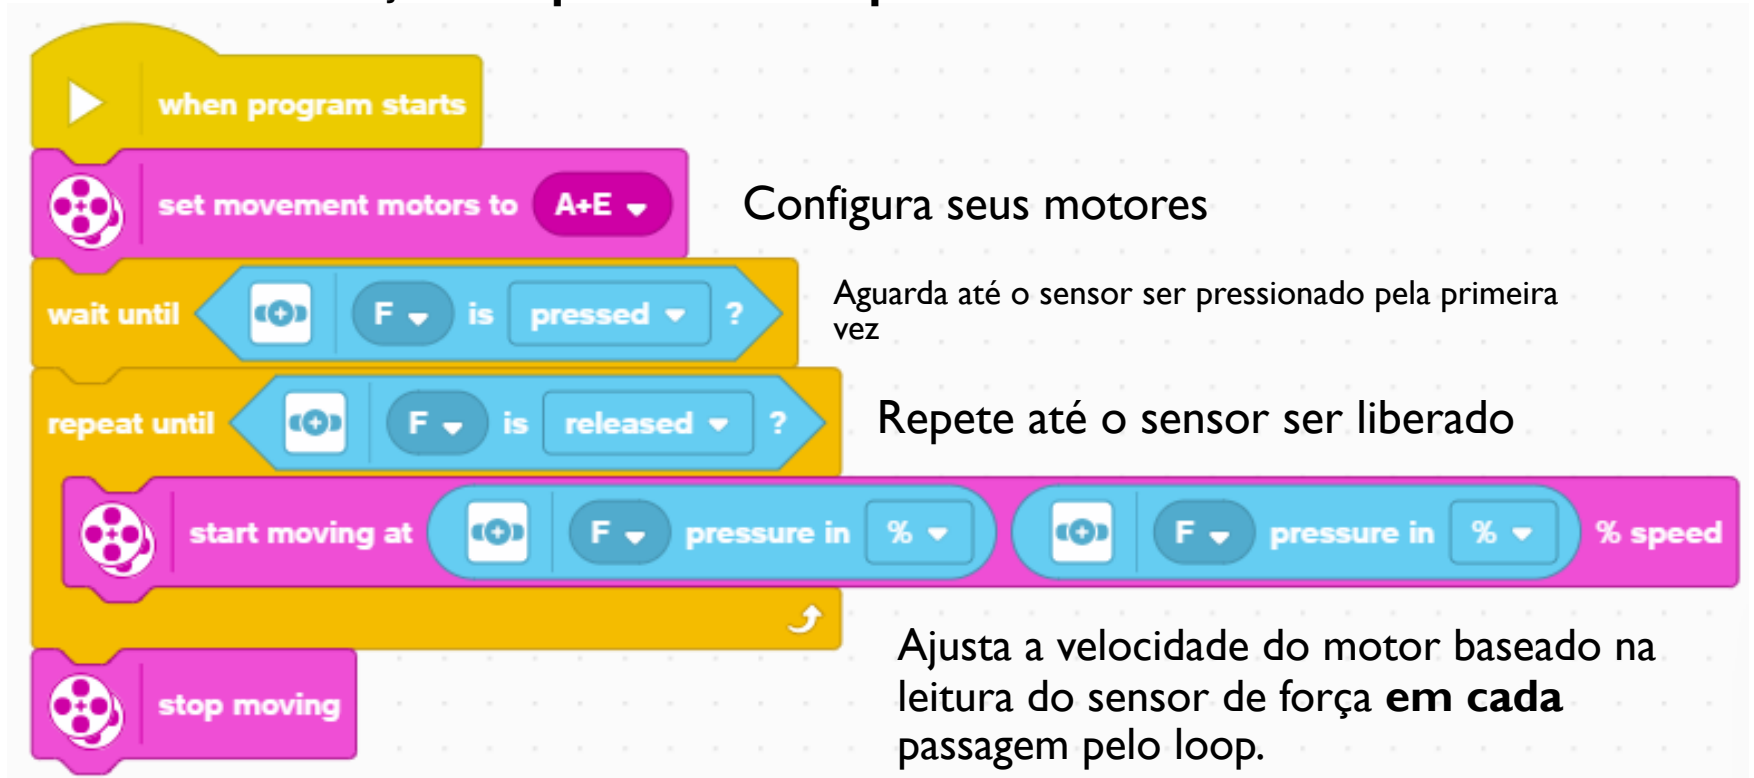 when program starts
set movement motors to A+E
Configura seus motores
wait until F is pressed ?
Aguarda até o sensor ser pressionado pela primeira
vez
repeat until F is released ?
Repete até o sensor ser liberado
start moving at F pressure in % F pressure in % % speed
Ajusta a velocidade do motor baseado na
leitura do sensor de força em cada
passagem pelo loop.
stop moving